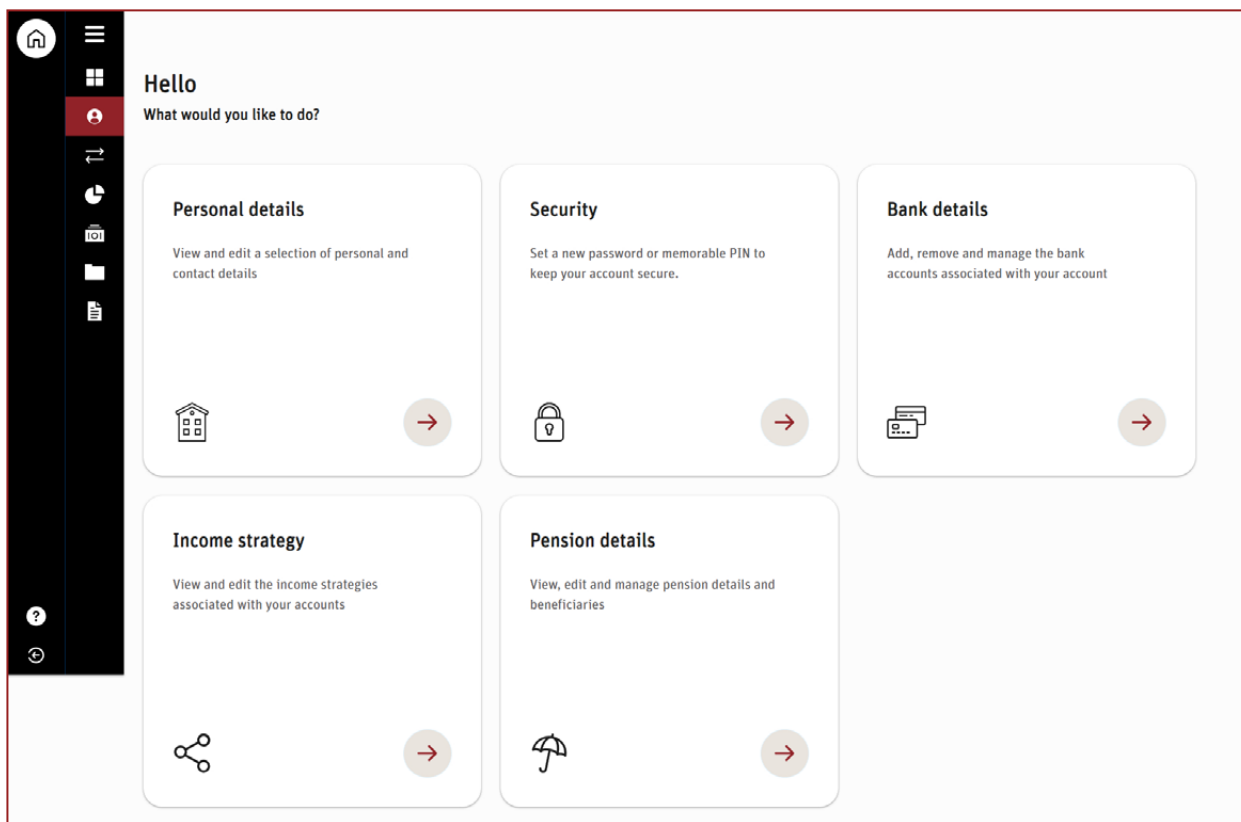 Hello
What would you like to do?
Personal details
View and edit a selection of personal and
contact details
Security
Set a new password or memorable PIN to
keep your account secure.
Bank details
Add, remove and manage the bank
accounts associated with your account
Income strategy
View and edit the income strategies
associated with your accounts
Pension details
View, edit and manage pension details and
beneficiaries
?